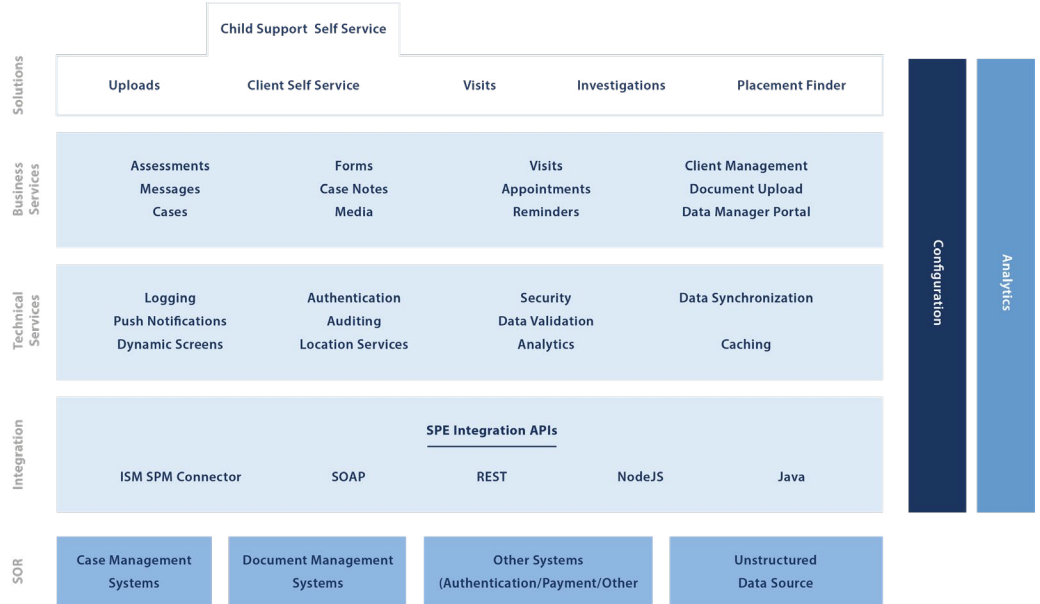 Child Support Self Service
Solutions
Uploads Client Self Service Visits Investigations Placement Finder
Business Services
Assessments Forms Visits Client Management
Messages Case Notes Appointments Document Upload
Cases Media Reminders Data Manager Portal
Technical Services
Logging Authentication Security Data Synchronization
Push Notifications Auditing Data Validation
Dynamic Screens Location Services Analytics Caching
Integration
SPE Integration APIs
ISM SPM Connector SOAP REST NodeJS Java
SOR
Case Management
Systems
Document Management
Systems
Other Systems
(Authentication/Payment/Other
Unstructured
Data Source
Configuration
Analytics